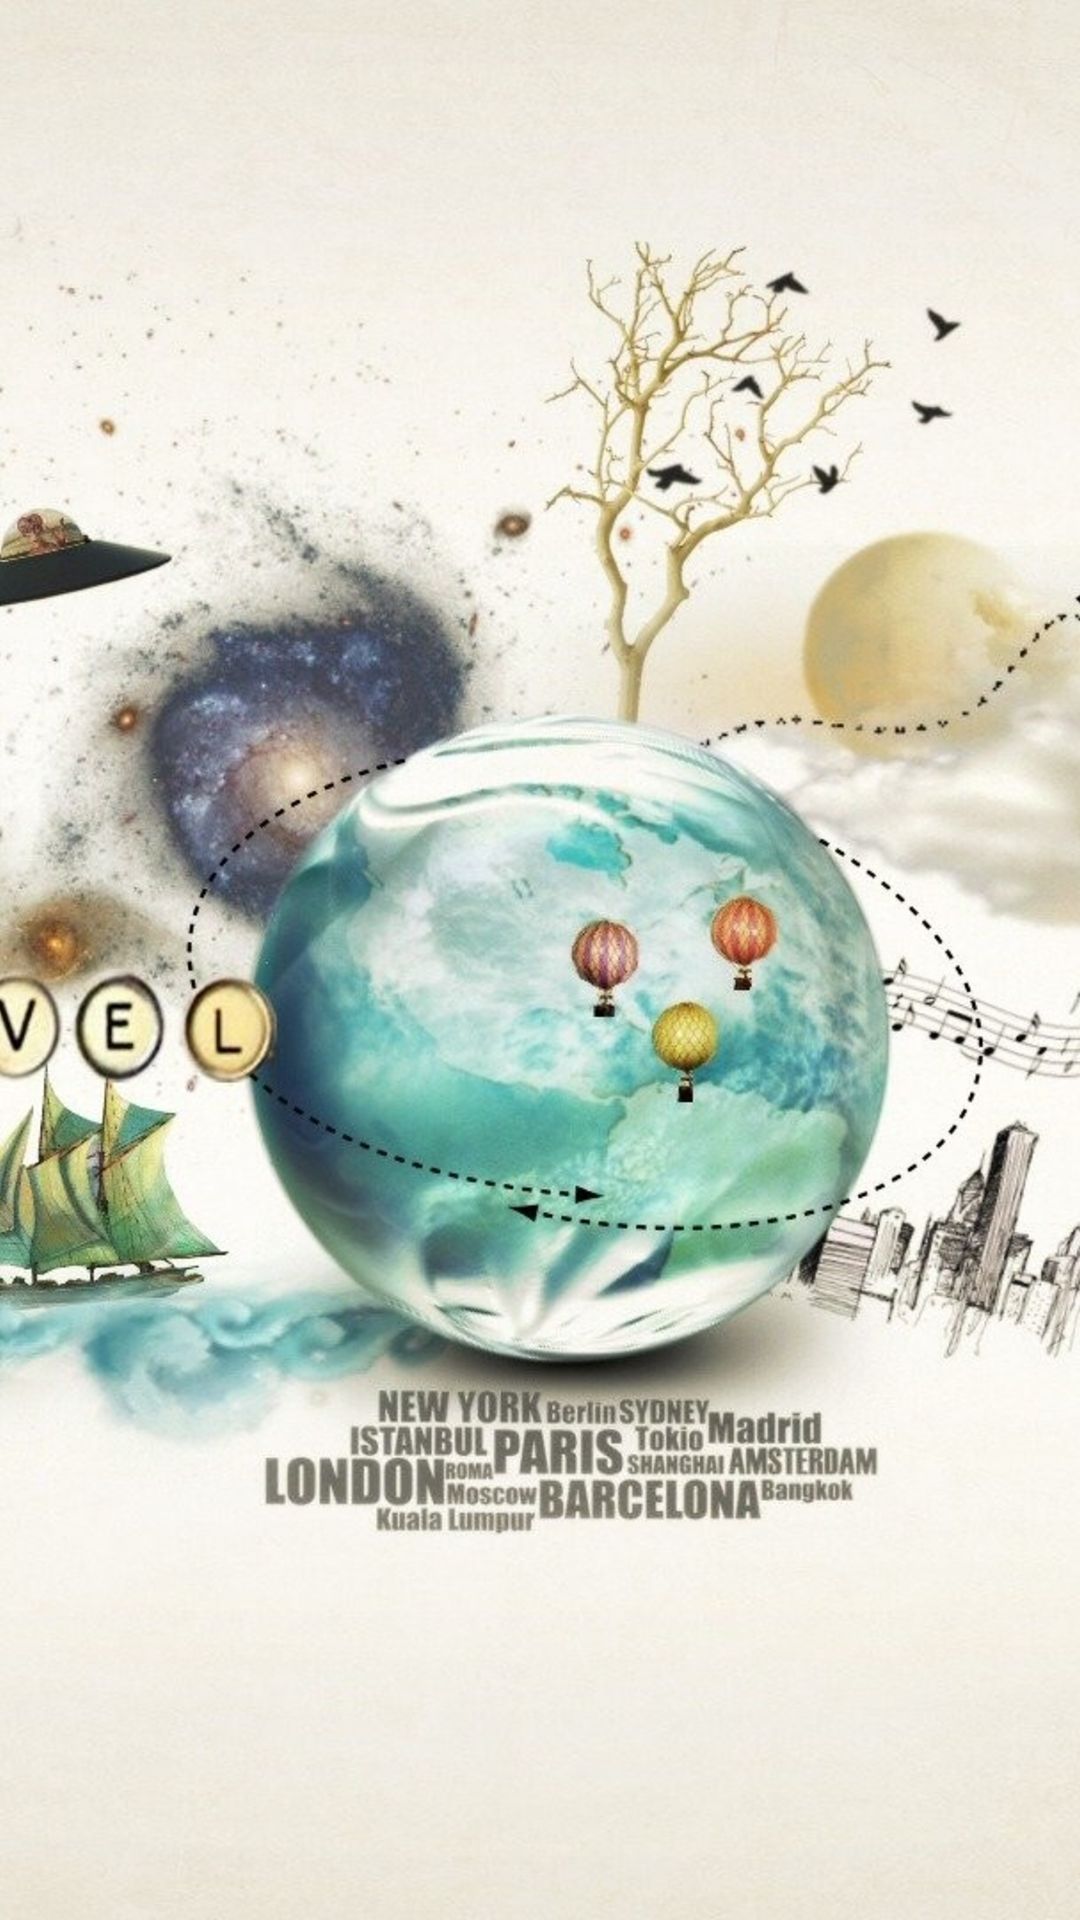 VEL
NEW YORK Berlin SYDNEY Madrid
ISTANBUL PARIS Tokio SHANGHAI AMSTERDAM
LONDON ROMA Moscow BARCELONA Bangkok
Kuala Lumpur